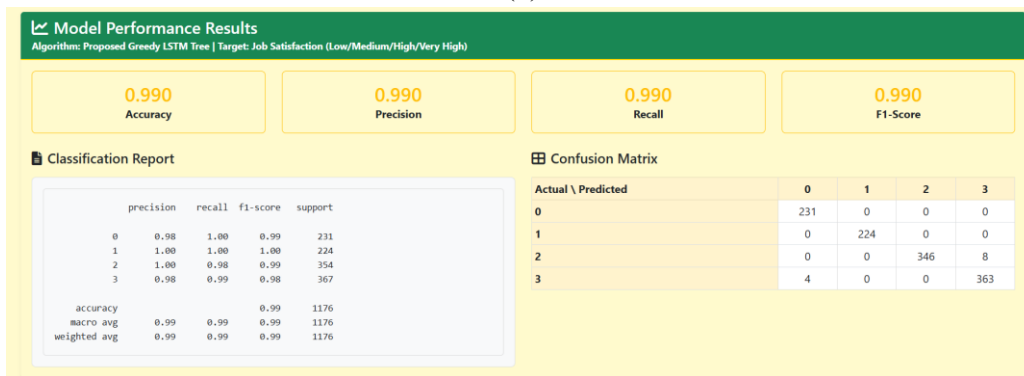 Model Performance Results
Algorithm: Proposed Greedy LSTM Tree | Target: Job Satisfaction (Low/Medium/High/Very High)
0.990 0.990 0.990 0.990
Accuracy Precision Recall F1-Score
Classification Report
precision recall f1-score support
0 0.98 1.00 0.99 231
1 1.00 1.00 1.00 224
2 1.00 0.98 0.99 354
3 0.98 0.99 0.98 367
accuracy 0.99 1176
macro avg 0.99 0.99 0.99 1176
weighted avg 0.99 0.99 0.99 1176
Confusion Matrix
Actual \ Predicted 0 1 2 3
0 231 0 0 0
1 0 224 0 0
2 0 0 346 8
3 4 0 0 363